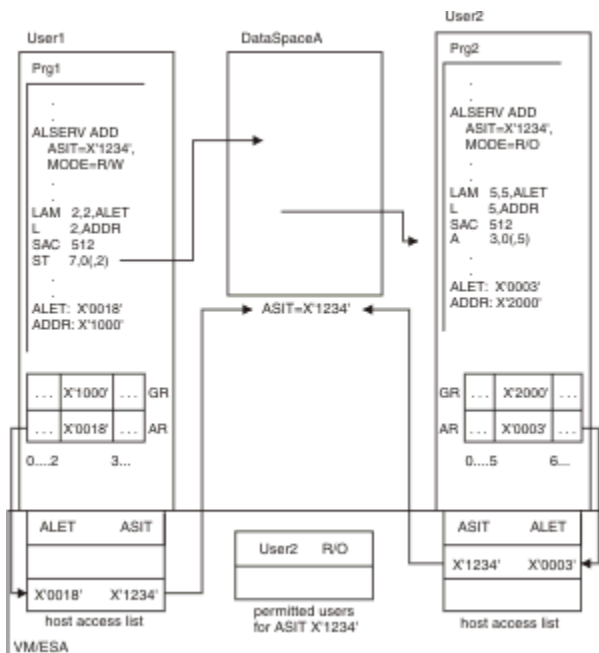 User1
Prg1
.
.
ALSERV ADD
ASIT=X'1234',
MODE=R/W
.
.
LAM 2,2,ALET
L 2,ADDR
SAC 512
ST 7,0(,2)
.
.
ALET: X'0018'
ADDR: X'1000'
... X'1000' ... GR
... X'0018' ... AR
0....2 3...
ALET ASIT
X'0018' X'1234'
host access list
VM/ESA
DataSpaceA
ASIT=X'1234'
User2 R/O
permitted users
for ASIT X'1234'
User2
Prg2
.
.
ALSERV ADD
ASIT=X'1234',
MODE=R/O
.
.
LAM 5,5,ALET
L 5,ADDR
SAC 512
A 3,0(,5)
.
.
ALET: X'0003'
ADDR: X'2000'
GR ... X'2000' ...
AR ... X'0003' ...
0....5 6...
ASIT ALET
X'1234' X'0003'
host access list